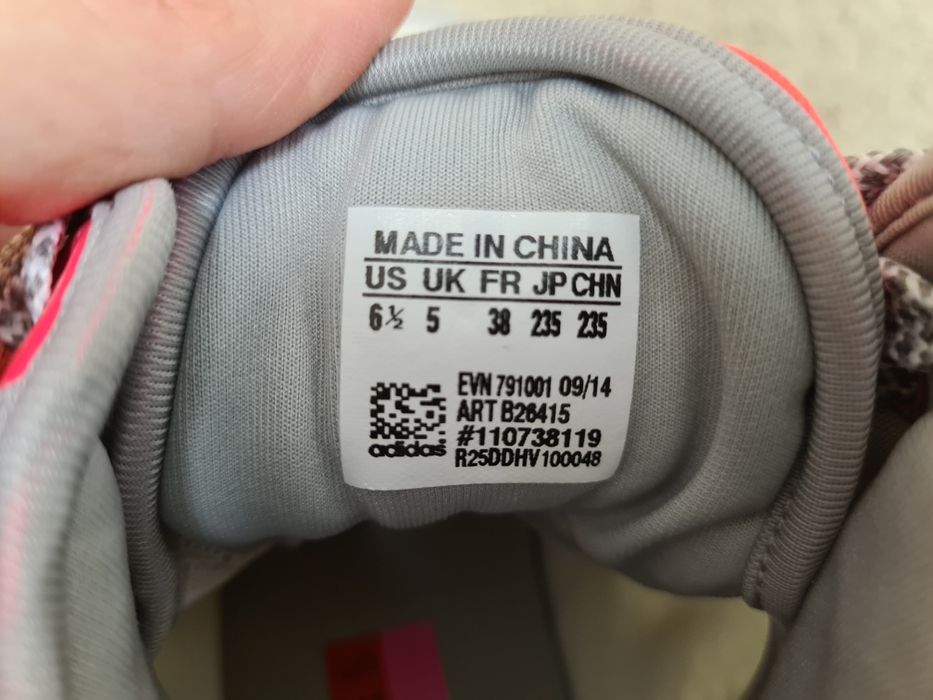 MADE IN CHINA
US UK FR JP CHN
6½ 5 38 235 235
EVN 791001 09/14
ART B26415
#110738119
adidas
R25DDHV100048